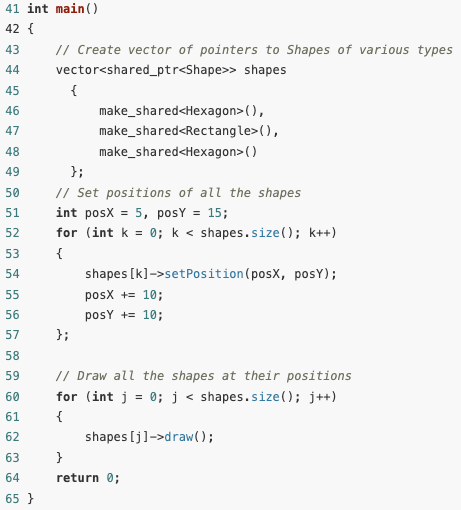 41 int main()
42 {
43     // Create vector of pointers to Shapes of various types
44     vector<shared_ptr<Shape>> shapes
45       {
46           make_shared<Hexagon>(),
47           make_shared<Rectangle>(),
48           make_shared<Hexagon>()
49       };
50     // Set positions of all the shapes
51     int posX = 5, posY = 15;
52     for (int k = 0; k < shapes.size(); k++)
53     {
54         shapes[k]->setPosition(posX, posY);
55         posX += 10;
56         posY += 10;
57     };
58
59     // Draw all the shapes at their positions
60     for (int j = 0; j < shapes.size(); j++)
61     {
62         shapes[j]->draw();
63     }
64     return 0;
65 }